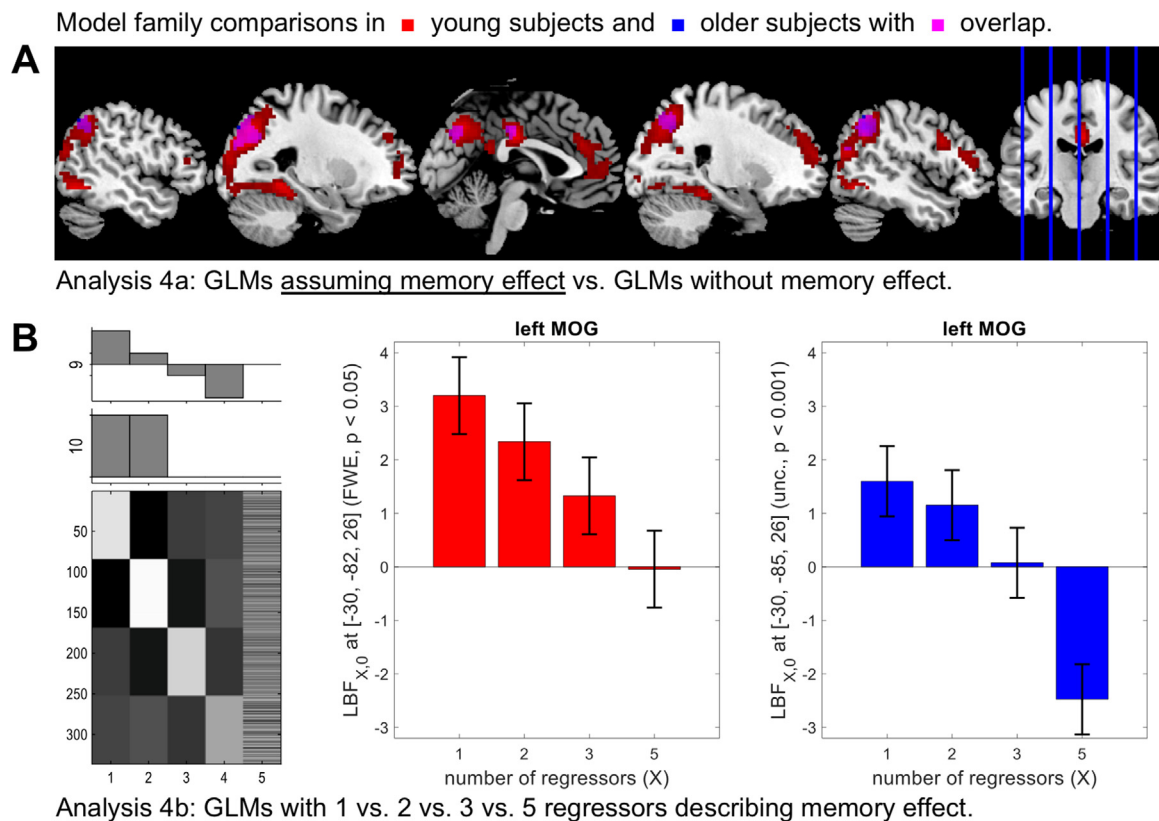 Model family comparisons in young subjects and older subjects with overlap.
A
Analysis 4a: GLMs assuming memory effect vs. GLMs without memory effect.
B
9
10
50
100
150
200
250
300
1 2 3 4 5
left MOG
LBF X,0 at [-30, -82, 26] (FWE, p < 0.05)
4
3
2
1
0
-1
-2
-3
1 2 3 5
number of regressors (X)
left MOG
LBF X,0 at [-30, -85, 26] (unc., p < 0.001)
4
3
2
1
0
-1
-2
-3
1 2 3 5
number of regressors (X)
Analysis 4b: GLMs with 1 vs. 2 vs. 3 vs. 5 regressors describing memory effect.